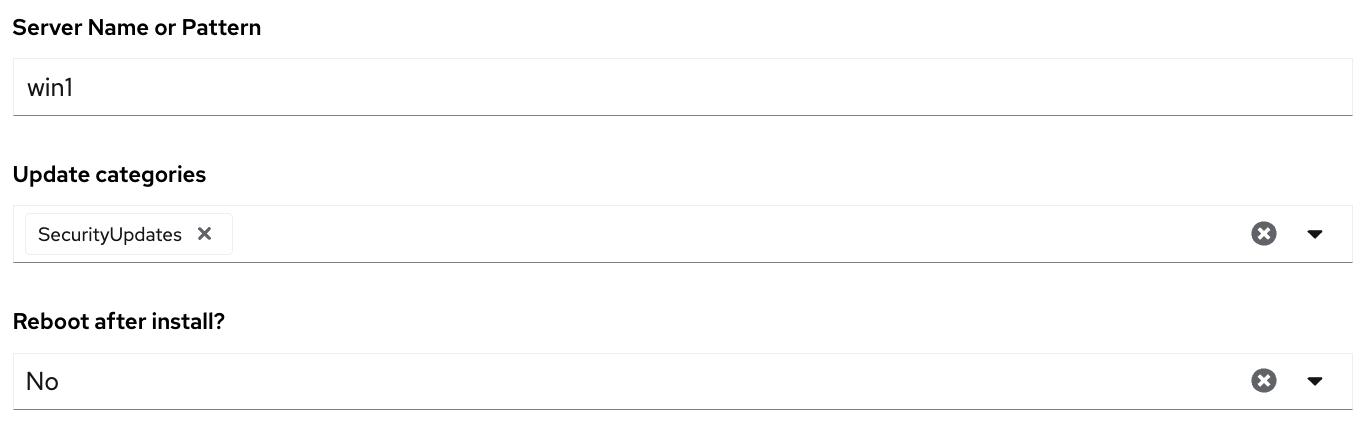 Server Name or Pattern
win1
Update categories
SecurityUpdates
Reboot after install?
No